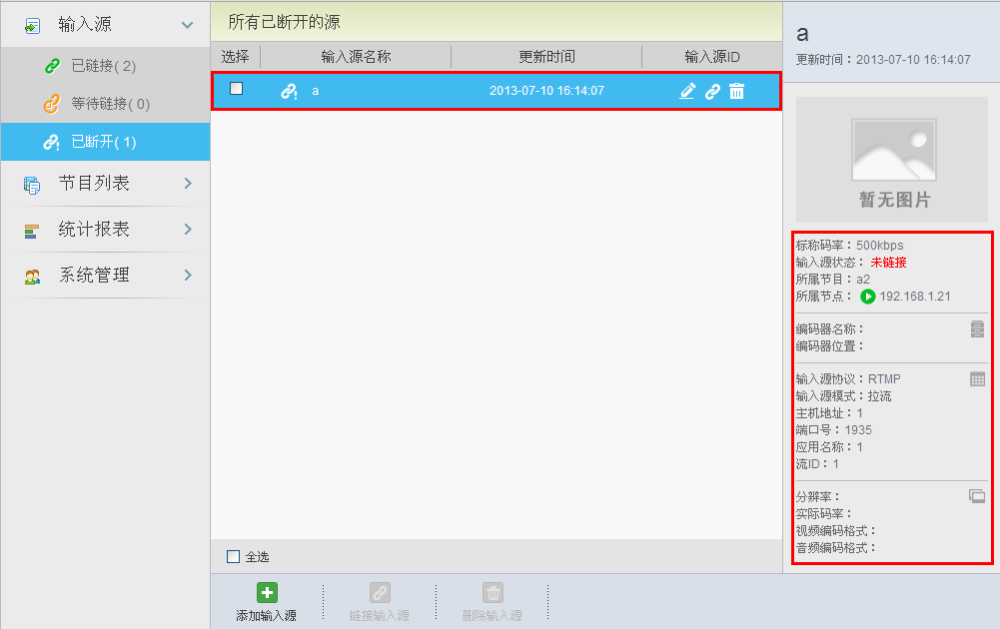 输入源
已链接( 2)
等待链接( 0)
已断开( 1)
节目列表
统计报表
系统管理
所有已断开的源
选择 输入源名称 更新时间 输入源ID
a 2013-07-10 16:14:07
全选
添加输入源 链接输入源 删除输入源
a
更新时间：2013-07-10 16:14:07
暂无图片
标称码率：500kbps
输入源状态：未链接
所属节目：a2
所属节点：192.168.1.21
编码器名称：
编码器位置：
输入源协议：RTMP
输入源模式：拉流
主机地址：1
端口号：1935
应用名称：1
流ID：1
分辨率：
实际码率：
视频编码格式：
音频编码格式：